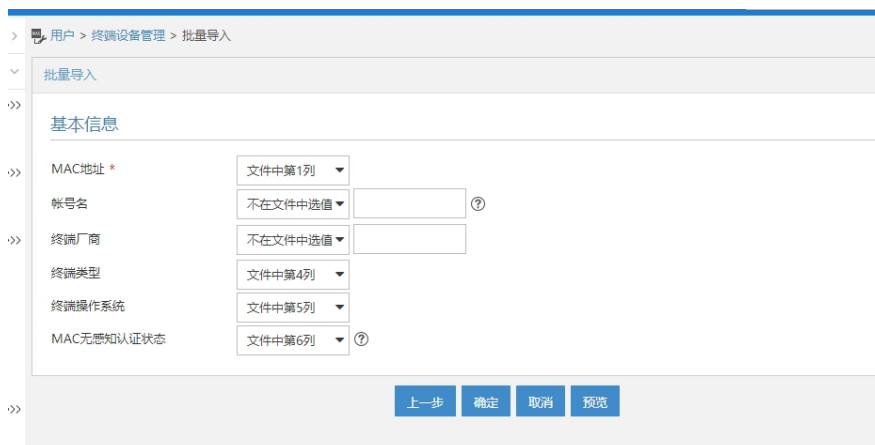 用户 > 终端设备管理 > 批量导入
批量导入
基本信息
MAC地址 * 文件中第1列
帐号名 不在文件中选值
终端厂商 不在文件中选值
终端类型 文件中第4列
终端操作系统 文件中第5列
MAC无感知认证状态 文件中第6列
上一步 确定 取消 预览